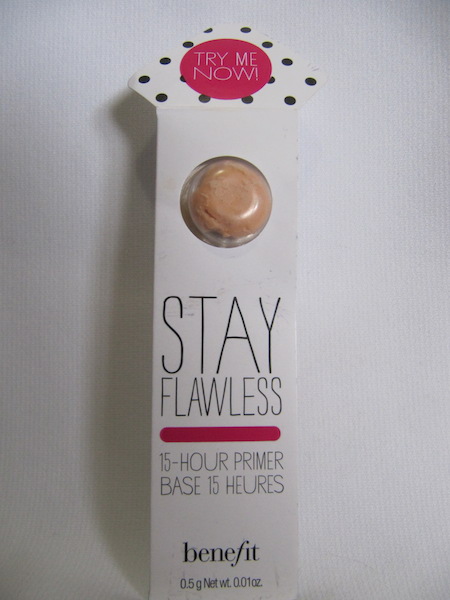 TRY ME
NOW!
STAY
FLAWLESS
15-HOUR PRIMER
BASE 15 HEURES
benefit
0.5 g Net wt. 0.01oz.